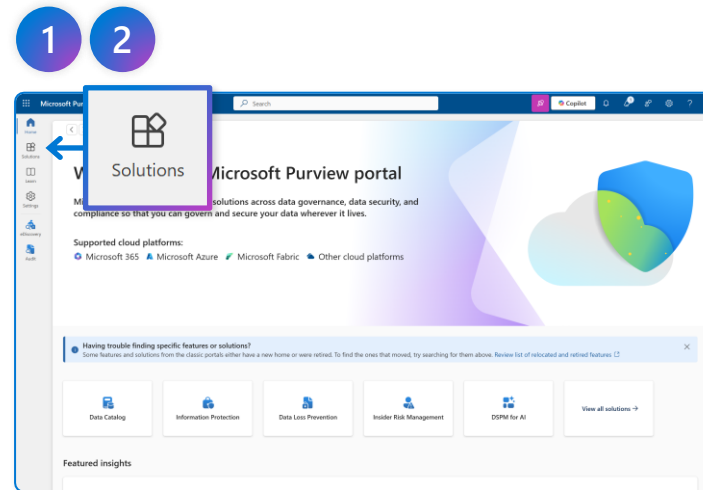 1 2
Microsoft Pur
Search
Copilot
?
Home
Solutions
Learn
Settings
eDiscovery
Audit
Solutions
W
Microsoft Purview portal
Mi
solutions across data governance, data security, and
compliance so that you can govern and secure your data wherever it lives.
Supported cloud platforms:
Microsoft 365 Microsoft Azure Microsoft Fabric Other cloud platforms
Having trouble finding specific features or solutions?
Some features and solutions from the classic portals either have a new home or were retired. To find the ones that moved, try searching for them above. Review list of relocated and retired features
Data Catalog
Information Protection
Data Loss Prevention
Insider Risk Management
DSPM for AI
View all solutions →
Featured insights